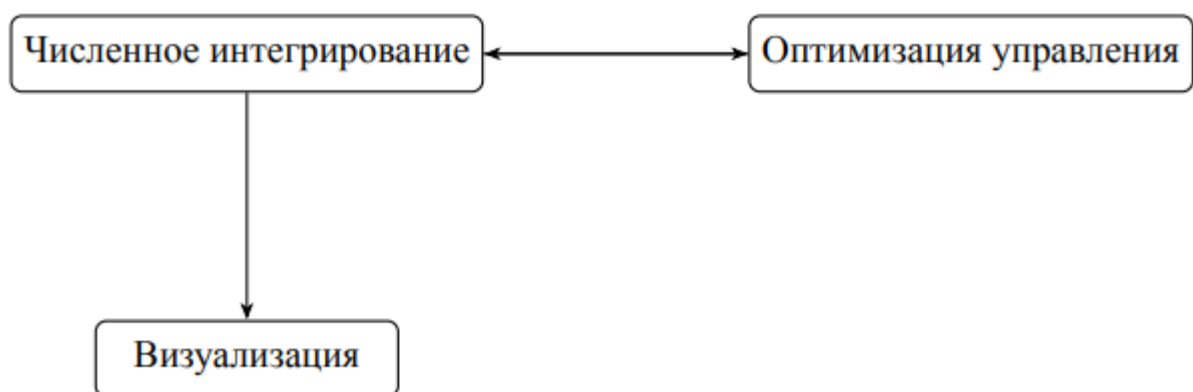 Численное интегрирование
Оптимизация управления
Визуализация